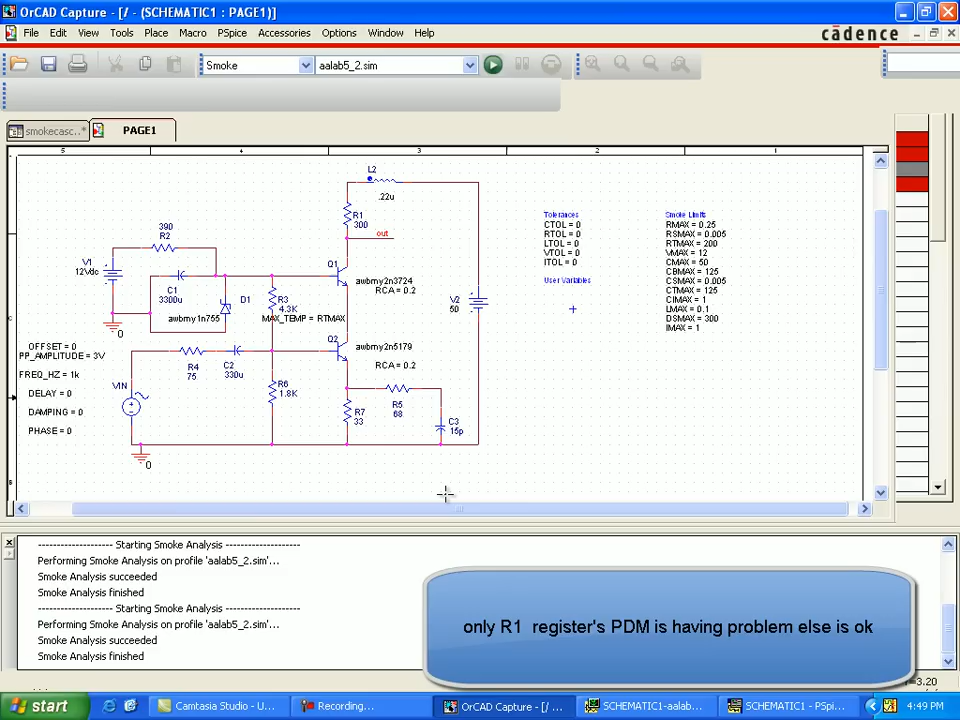 OrCAD Capture - [/ - (SCHEMATIC1 : PAGE1)]
File Edit View Tools Place Macro PSpice Accessories Options Window Help
cādence
Smoke aalab5_2.sim
smokecasc..* PAGE1
5 4 3 2 1
L2
.22u
R1
300
out
390
R2
V1
12Vdc
C1
3300u
D1
awbmy1n755
0
Q1
awbmy2n3724
RCA = 0.2
R3
4.3K
MAX_TEMP = RTMAX
V2
50
Q2
awbmy2n5179
RCA = 0.2
OFFSET = 0
PP_AMPLITUDE = 3V
FREQ_HZ = 1k
DELAY = 0
DAMPING = 0
PHASE = 0
VIN
R4
75
C2
330u
R6
1.8K
R5
68
R7
33
C3
15p
0
Tolerances
CTOL = 0
RTOL = 0
LTOL = 0
VTOL = 0
ITOL = 0
User Variables
Smoke Limits
RMAX = 0.25
RSMAX = 0.005
RTMAX = 200
VMAX = 12
CMAX = 50
CBMAX = 125
CSMAX = 0.005
CTMAX = 125
CIMAX = 1
LMAX = 0.1
DSMAX = 300
IMAX = 1
-------------------- Starting Smoke Analysis --------------------
Performing Smoke Analysis on profile 'aalab5_2.sim'...
Smoke Analysis succeeded
Smoke Analysis finished
-------------------- Starting Smoke Analysis --------------------
Performing Smoke Analysis on profile 'aalab5_2.sim'...
Smoke Analysis succeeded
Smoke Analysis finished
only R1 register's PDM is having problem else is ok
=3.20
start Camtasia Studio - U... Recording... OrCAD Capture - [/ ... SCHEMATIC1-aalab... SCHEMATIC1 - PSpi... 4:49 PM